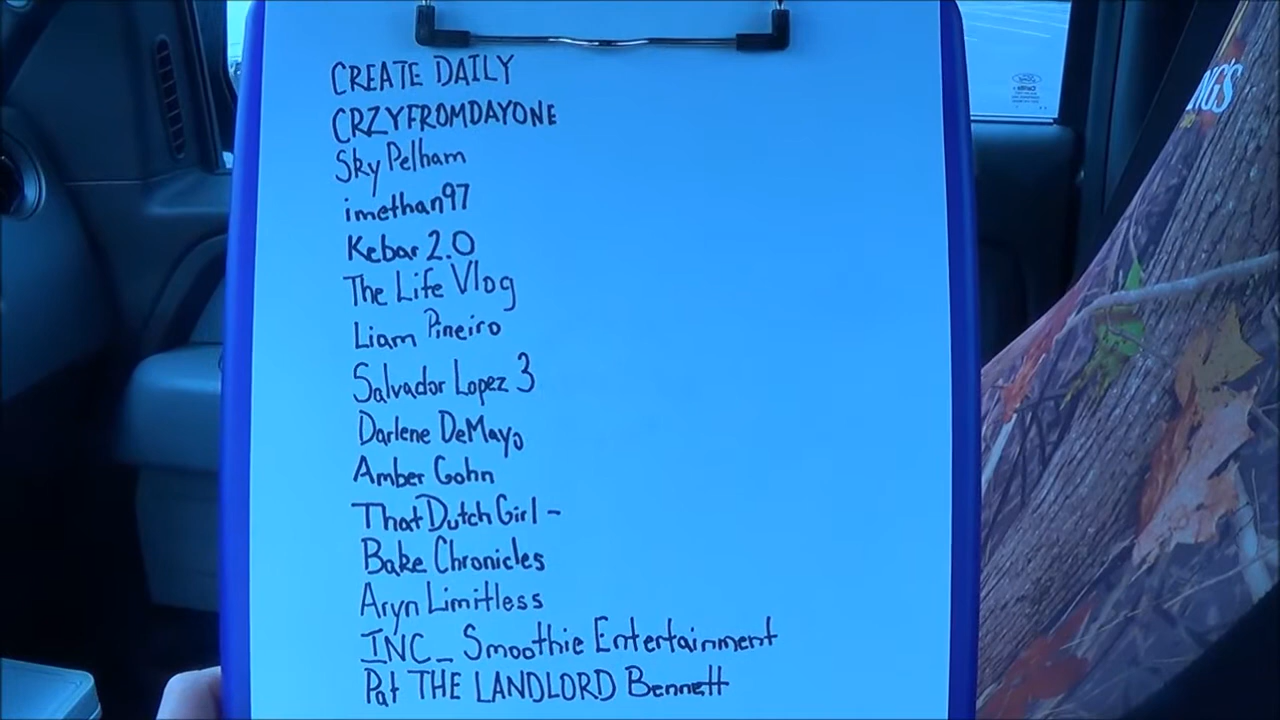 CREATE DAILY
CRZYFROMDAYONE
Sky Pelham
imethan97
Kebar 2.0
The Life Vlog
Liam Pineiro
Salvador Lopez 3
Darlene DeMayo
Amber Gohn
That Dutch Girl -
Bake Chronicles
Aryn Limitless
INC_ Smoothie Entertainment
Pat THE LANDLORD Bennett
NG'S